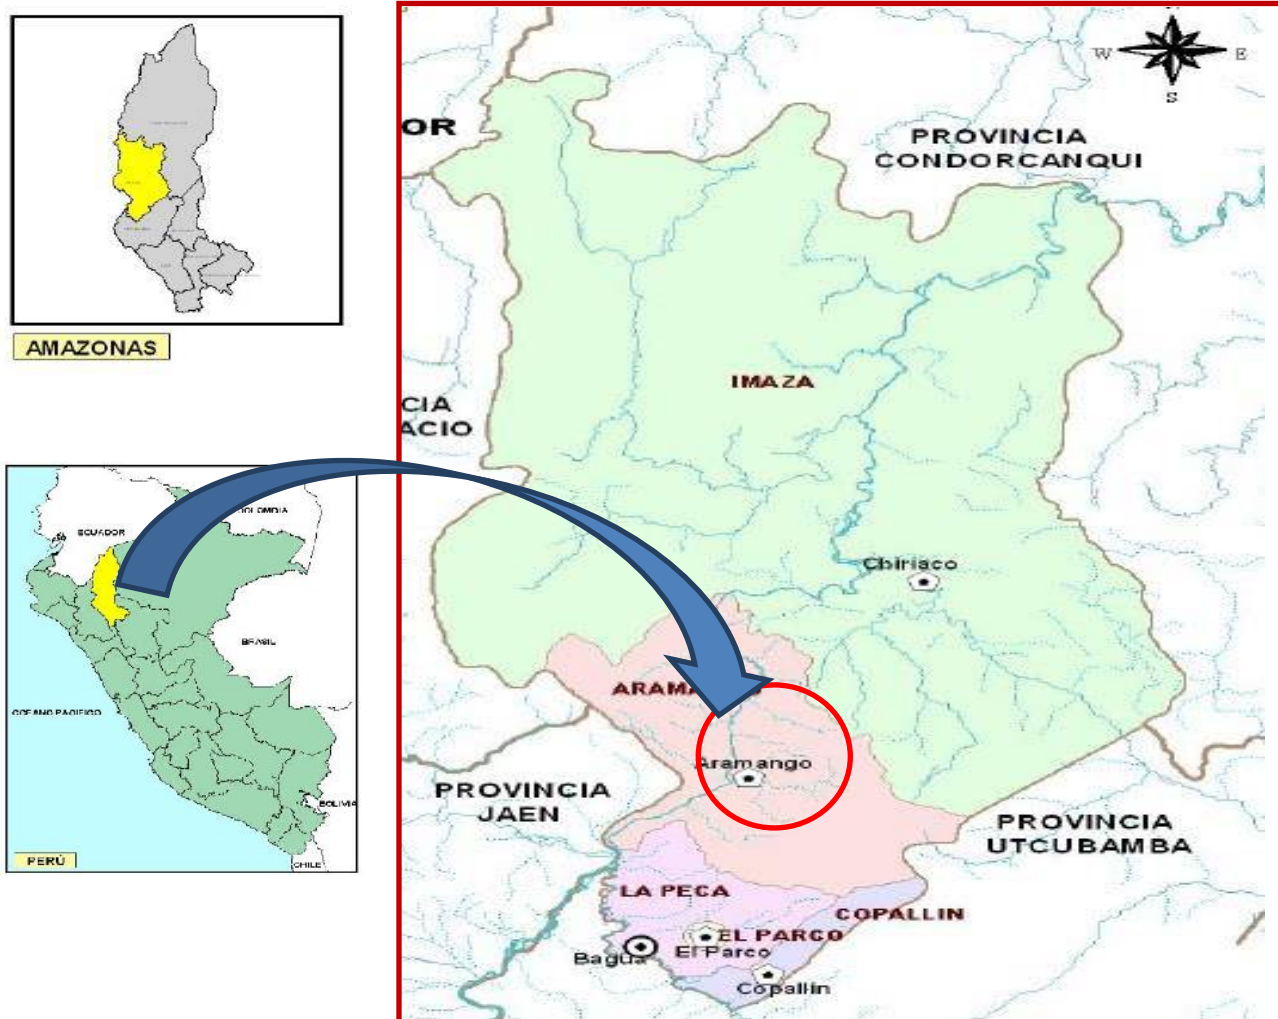 AMAZONAS
COLOMBIA
ECUADOR
BRASIL
OCEANO PACIFICO
BOLIVIA
PERÚ
CHILE
W
E
S
OR
PROVINCIA
CONDORCANQUI
IMAZA
CIA
ACIO
Chiriaco
ARAMA
Aramango
PROVINCIA
JAEN
PROVINCIA
UTCUBAMBA
LA PECA
COPALLIN
EL PARCO
El Parco
Bagua
Copallin